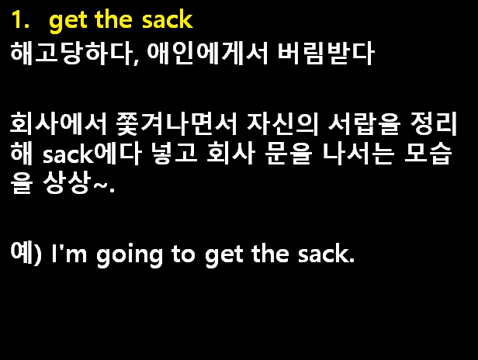 1. get the sack
해고당하다, 애인에게서 버림받다
회사에서 쫓겨나면서 자신의 서랍을 정리
해 sack에다 넣고 회사 문을 나서는 모습
을 상상~.
예) I'm going to get the sack.